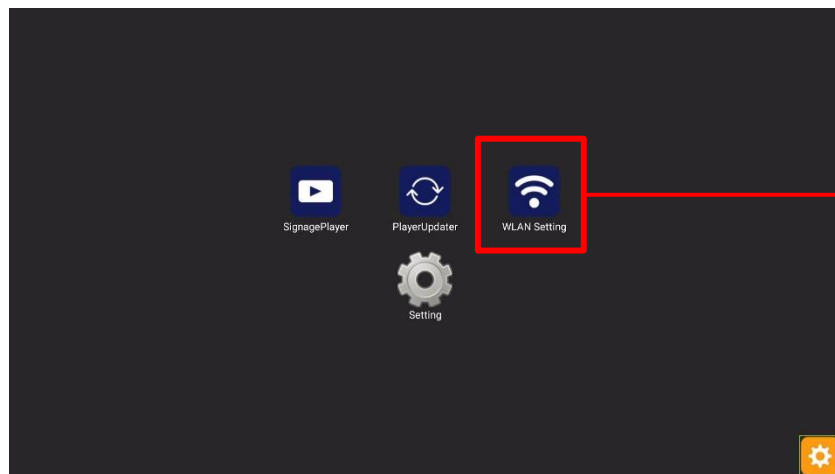 SignagePlayer
PlayerUpdater
WLAN Setting
Setting